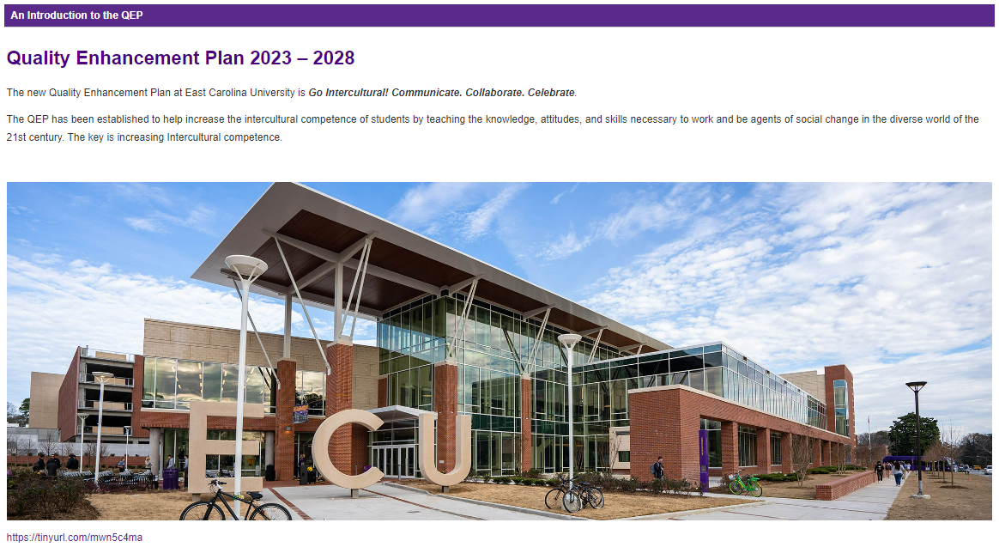 An Introduction to the QEP
Quality Enhancement Plan 2023 – 2028
The new Quality Enhancement Plan at East Carolina University is Go Intercultural! Communicate. Collaborate. Celebrate.
The QEP has been established to help increase the intercultural competence of students by teaching the knowledge, attitudes, and skills necessary to work and be agents of social change in the diverse world of the
21st century. The key is increasing Intercultural competence.
ECU
https://tinyurl.com/mwn5c4ma